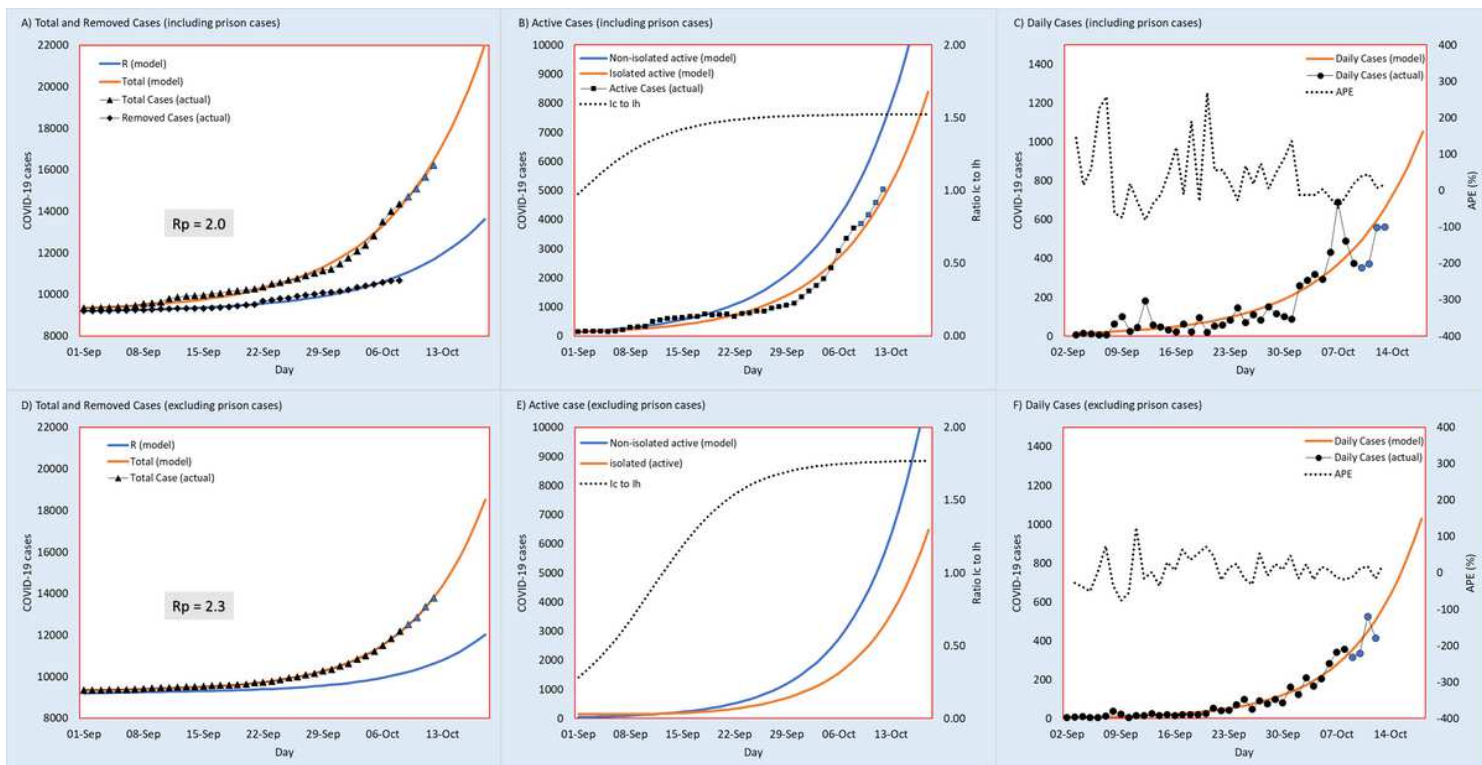 A) Total and Removed Cases (including prison cases)
22000
20000
18000
16000
14000
12000
10000
8000
COVID-19 cases
R (model)
Total (model)
Total Cases (actual)
Removed Cases (actual)
Rp = 2.0
01-Sep 08-Sep 15-Sep 22-Sep 29-Sep 06-Oct 13-Oct
Day
B) Active Cases (including prison cases)
10000
9000
8000
7000
6000
5000
4000
3000
2000
1000
0
COVID-19 cases
Non-isolated active (model)
Isolated active (model)
Active Cases (actual)
Ic to Ih
2.00
1.50
1.00
0.50
0.00
Ratio Ic to Ih
01-Sep 08-Sep 15-Sep 22-Sep 29-Sep 06-Oct 13-Oct
Day
C) Daily Cases (including prison cases)
1400
1200
1000
800
600
400
200
0
COVID-19 cases
Daily Cases (model)
Daily Cases (actual)
APE
400
300
200
100
0
-100
-200
-300
-400
APE (%)
02-Sep 09-Sep 16-Sep 23-Sep 30-Sep 07-Oct 14-Oct
Day
D) Total and Removed Cases (excluding prison cases)
22000
20000
18000
16000
14000
12000
10000
8000
COVID-19 cases
R (model)
Total (model)
Total Case (actual)
Rp = 2.3
01-Sep 08-Sep 15-Sep 22-Sep 29-Sep 06-Oct 13-Oct
Day
E) Active case (excluding prison cases)
10000
9000
8000
7000
6000
5000
4000
3000
2000
1000
0
COVID-19 cases
Non-isolated active (model)
isolated (active)
Ic to Ih
2.00
1.50
1.00
0.50
0.00
Ratio Ic to Ih
01-Sep 08-Sep 15-Sep 22-Sep 29-Sep 06-Oct 13-Oct
Day
F) Daily Cases (excluding prison cases)
1400
1200
1000
800
600
400
200
0
COVID-19 cases
Daily Cases (model)
Daily Cases (actual)
APE
400
300
200
100
0
-100
-200
-300
-400
APE (%)
02-Sep 09-Sep 16-Sep 23-Sep 30-Sep 07-Oct 14-Oct
Day